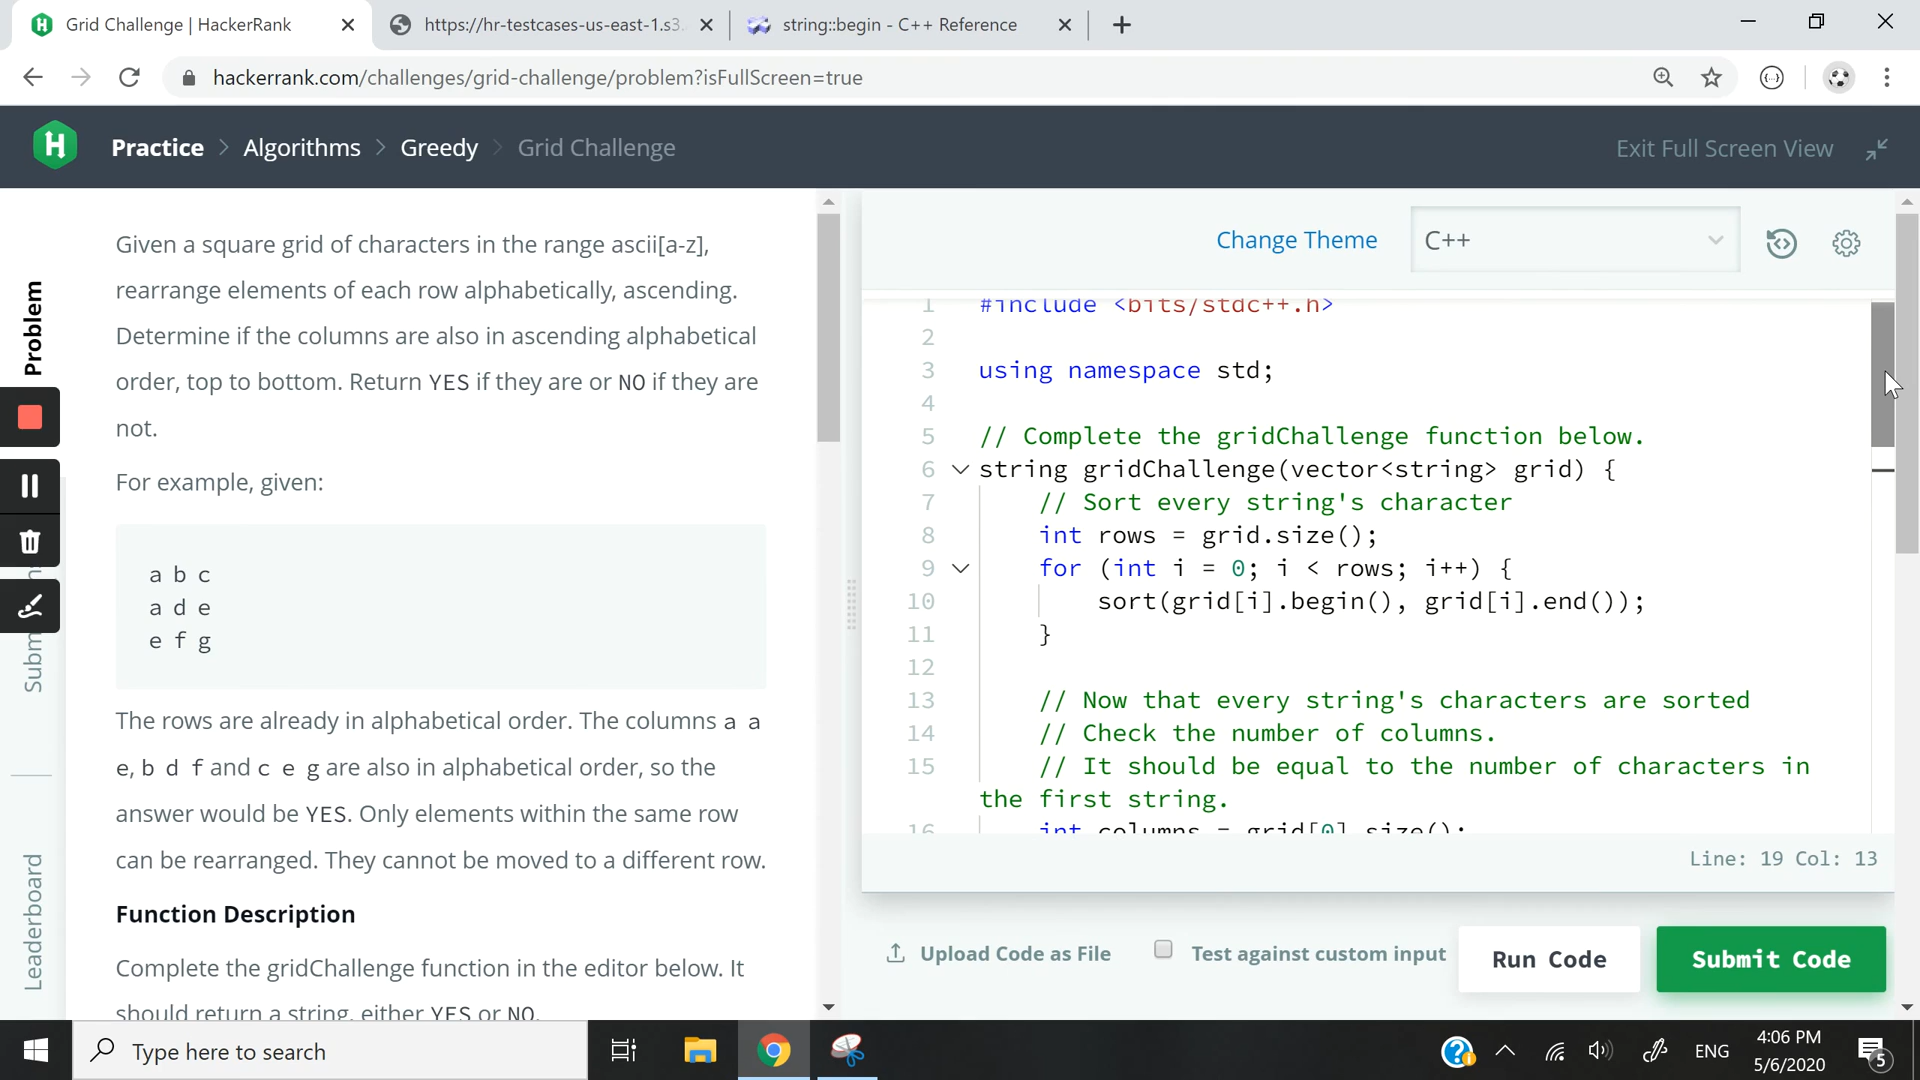 Grid Challenge | HackerRank
https://hr-testcases-us-east-1.s3.
string::begin - C++ Reference
hackerrank.com/challenges/grid-challenge/problem?isFullScreen=true
H
Practice > Algorithms > Greedy > Grid Challenge
Exit Full Screen View
Problem
Subm
ns
Leaderboard
Given a square grid of characters in the range ascii[a-z],
rearrange elements of each row alphabetically, ascending.
Determine if the columns are also in ascending alphabetical
order, top to bottom. Return YES if they are or NO if they are
not.
For example, given:
a b c
a d e
e f g
The rows are already in alphabetical order. The columns a a
e, b d f and c e g are also in alphabetical order, so the
answer would be YES. Only elements within the same row
can be rearranged. They cannot be moved to a different row.
Function Description
Complete the gridChallenge function in the editor below. It
should return a string, either YES or NO.
Change Theme
C++
1 #include <bits/stdc++.h>
2
3 using namespace std;
4
5 // Complete the gridChallenge function below.
6 string gridChallenge(vector<string> grid) {
7 // Sort every string's character
8 int rows = grid.size();
9 for (int i = 0; i < rows; i++) {
10 sort(grid[i].begin(), grid[i].end());
11 }
12
13 // Now that every string's characters are sorted
14 // Check the number of columns.
15 // It should be equal to the number of characters in
the first string.
16 int columns = grid[0].size();
Line: 19 Col: 13
Upload Code as File
Test against custom input
Run Code
Submit Code
Type here to search
ENG
4:06 PM
5/6/2020
5